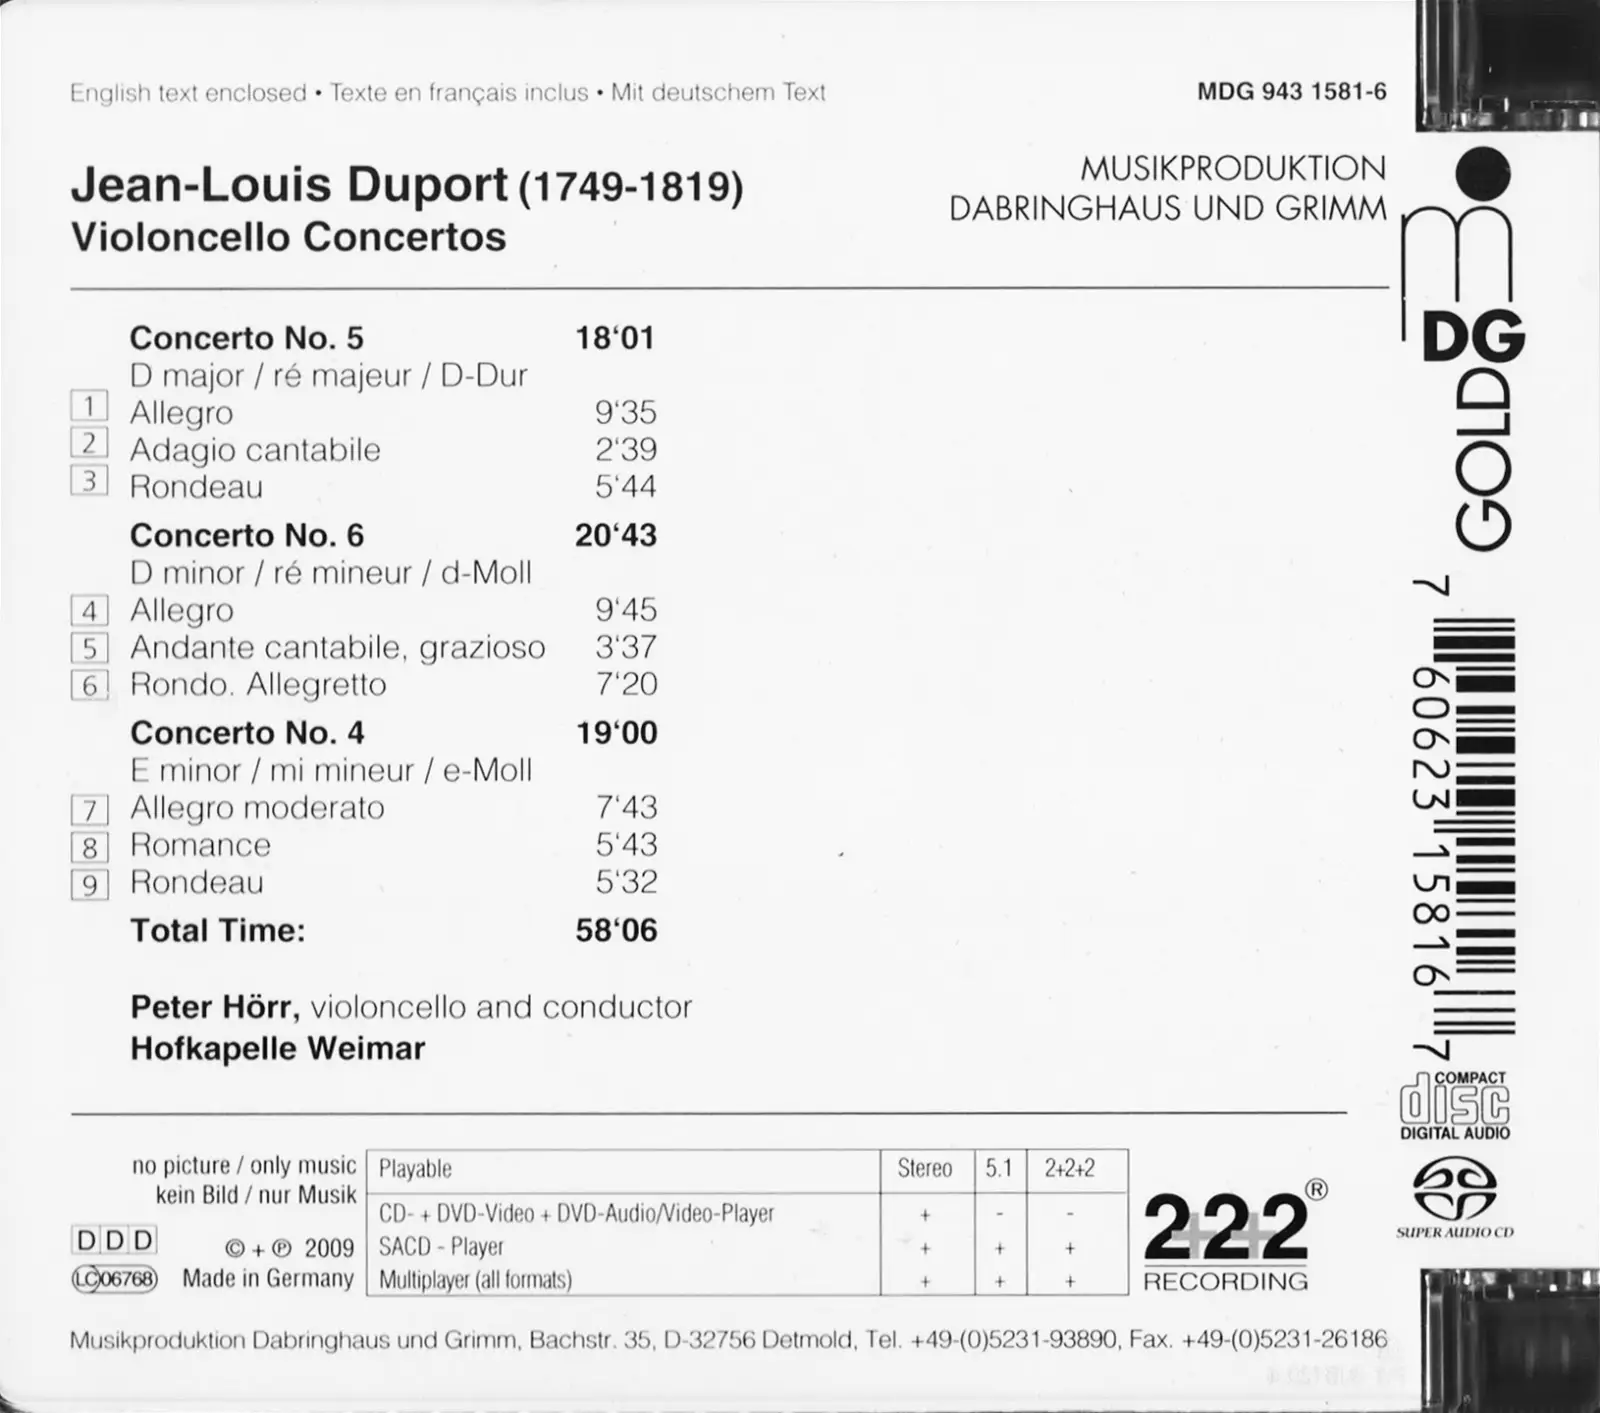 English text enclosed • Texte en français inclus • Mit deutschem Text
MDG 943 1581-6
Jean-Louis Duport (1749-1819)
Violoncello Concertos
MUSIKPRODUKTION
DABRINGHAUS UND GRIMM
DG
GOLD
Concerto No. 5 18‘01
D major / ré majeur / D-Dur
1 Allegro 9‘35
2 Adagio cantabile 2‘39
3 Rondeau 5‘44
Concerto No. 6 20‘43
D minor / ré mineur / d-Moll
4 Allegro 9‘45
5 Andante cantabile, grazioso 3‘37
6 Rondo. Allegretto 7‘20
Concerto No. 4 19‘00
E minor / mi mineur / e-Moll
7 Allegro moderato 7‘43
8 Romance 5‘43
9 Rondeau 5‘32
Total Time: 58‘06
Peter Hörr, violoncello and conductor
Hofkapelle Weimar
7 60623 15816 7
COMPACT
disc
DIGITAL AUDIO
SUPER AUDIO CD
no picture / only music
kein Bild / nur Musik
DDD
© + ℗ 2009
LC 06768
Made in Germany
Playable Stereo 5.1 2+2+2
CD- + DVD-Video + DVD-Audio/Video-Player + - -
SACD - Player + + +
Multiplayer (all formats) + + +
2+2+2®
RECORDING
Musikproduktion Dabringhaus und Grimm, Bachstr. 35, D-32756 Detmold, Tel. +49-(0)5231-93890, Fax. +49-(0)5231-26186